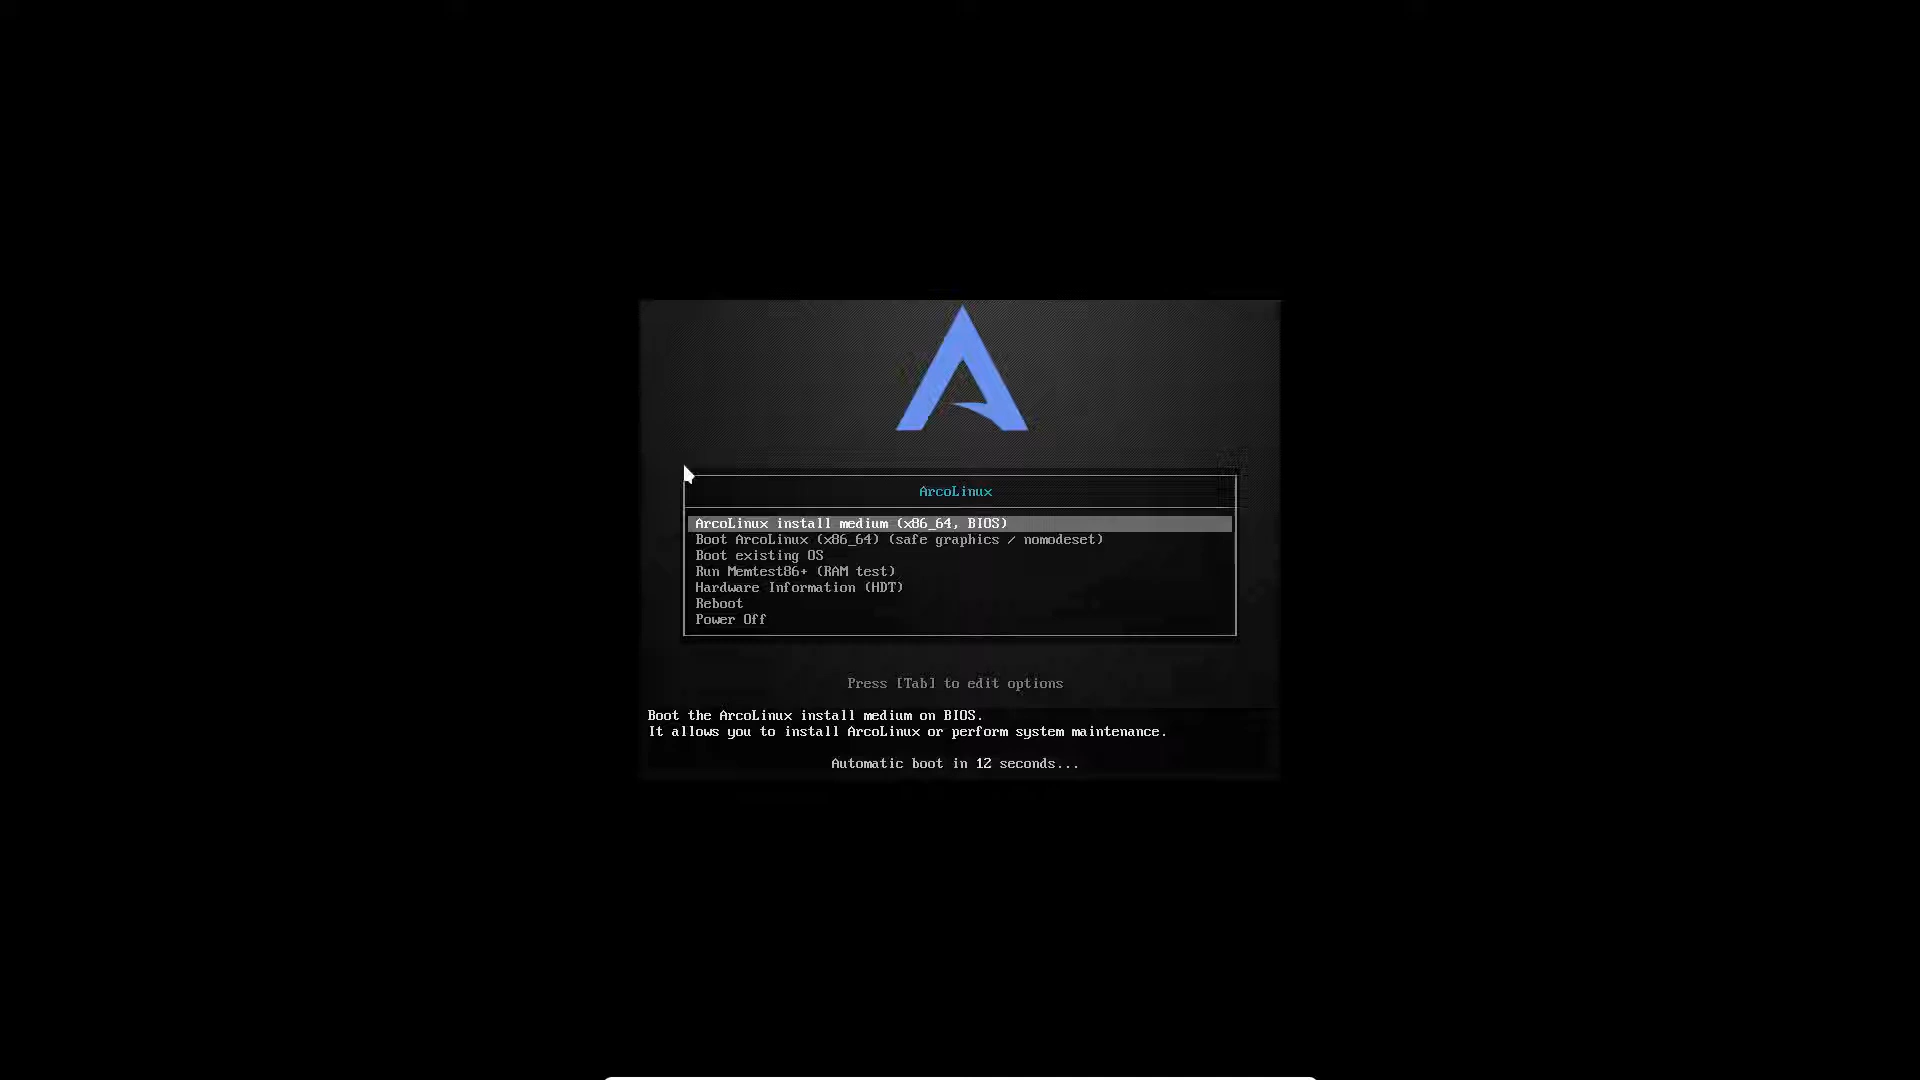 ArcoLinux
ArcoLinux install medium (x86_64, BIOS)
Boot ArcoLinux (x86_64) (safe graphics / nomodeset)
Boot existing OS
Run Memtest86+ (RAM test)
Hardware Information (HDT)
Reboot
Power Off
Press [Tab] to edit options
Boot the ArcoLinux install medium on BIOS.
It allows you to install ArcoLinux or perform system maintenance.
Automatic boot in 12 seconds...